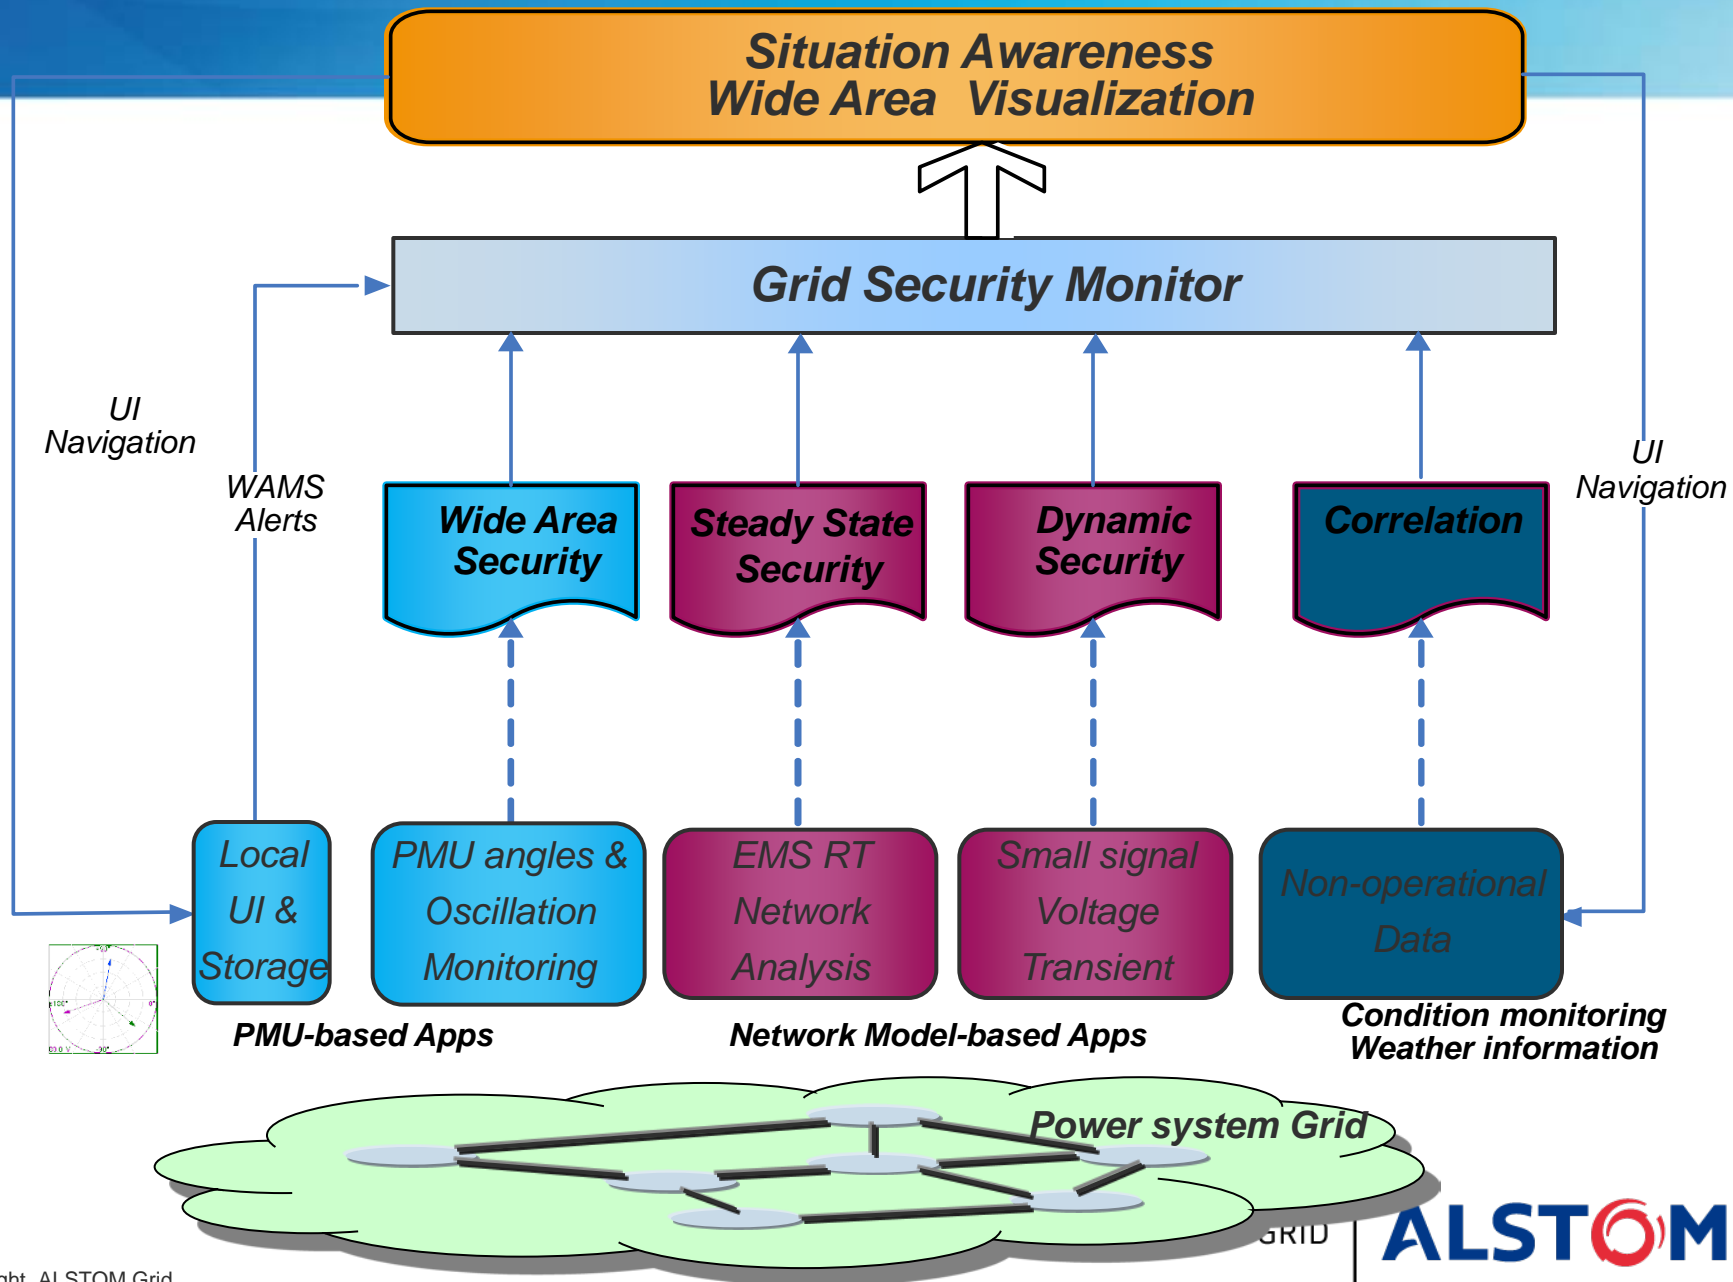 Situation Awareness
Wide Area Visualization
Grid Security Monitor
UI
Navigation
WAMS
Alerts
UI
Navigation
Wide Area
Security
Steady State
Security
Dynamic
Security
Correlation
Local
UI &
Storage
PMU angles &
Oscillation
Monitoring
EMS RT
Network
Analysis
Small signal
Voltage
Transient
Non-operational
Data
PMU-based Apps
Network Model-based Apps
Condition monitoring
Weather information
Power system Grid
GRID
ALSTOM
ALSTOM Grid